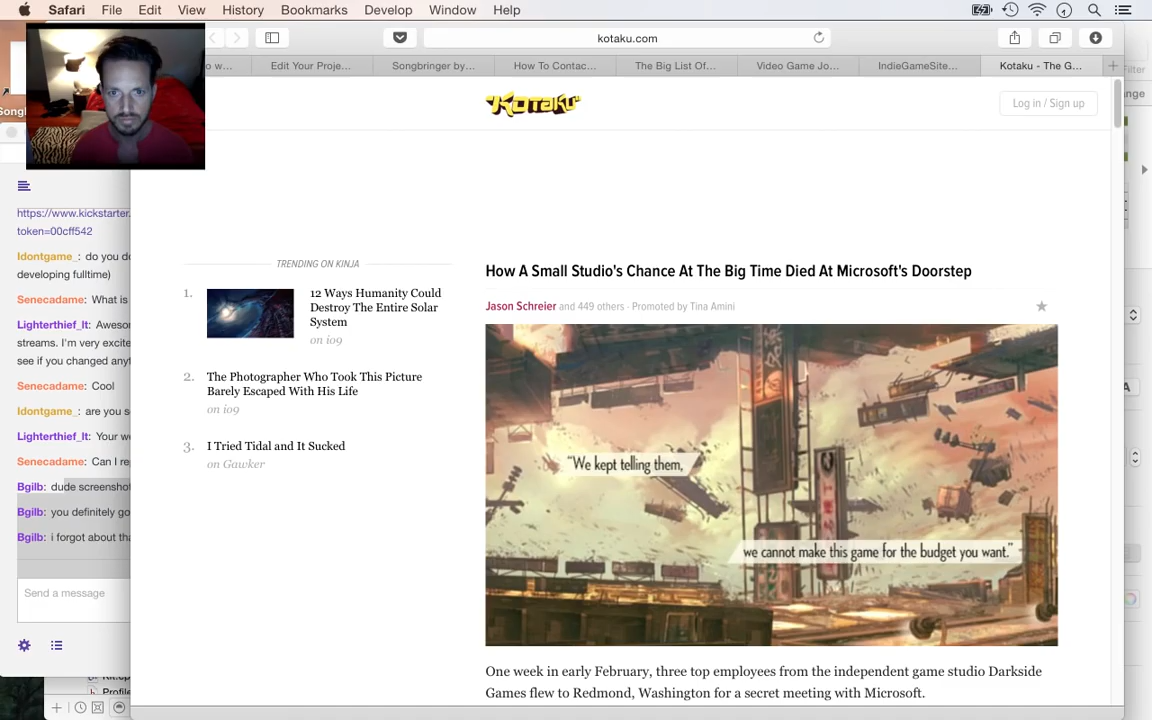 Safari File Edit View History Bookmarks Develop Window Help
kotaku.com
o w... Edit Your Proje... Songbringer by... How To Contac... The Big List Of... Video Game Jo... IndieGameSite... Kotaku - The G... Filter
KOTAKU
Log in / Sign up
https://www.kickstarter.
token=00cff542
Idontgame_: do you do
developing fulltime)
Senecadame: What is
Lighterthief_lt: Awesor
streams. I'm very excite
see if you changed anyt
Senecadame: Cool
Idontgame_: are you s
Lighterthief_lt: Your we
Senecadame: Can I re
Bgilb: dude screenshot
Bgilb: you definitely go
Bgilb: i forgot about tha
Send a message
TRENDING ON KINJA
1. 12 Ways Humanity Could
Destroy The Entire Solar
System
on io9
2. The Photographer Who Took This Picture
Barely Escaped With His Life
on io9
3. I Tried Tidal and It Sucked
on Gawker
How A Small Studio's Chance At The Big Time Died At Microsoft's Doorstep
Jason Schreier and 449 others · Promoted by Tina Amini
"We kept telling them,
we cannot make this game for the budget you want."
One week in early February, three top employees from the independent game studio Darkside
Games flew to Redmond, Washington for a secret meeting with Microsoft.